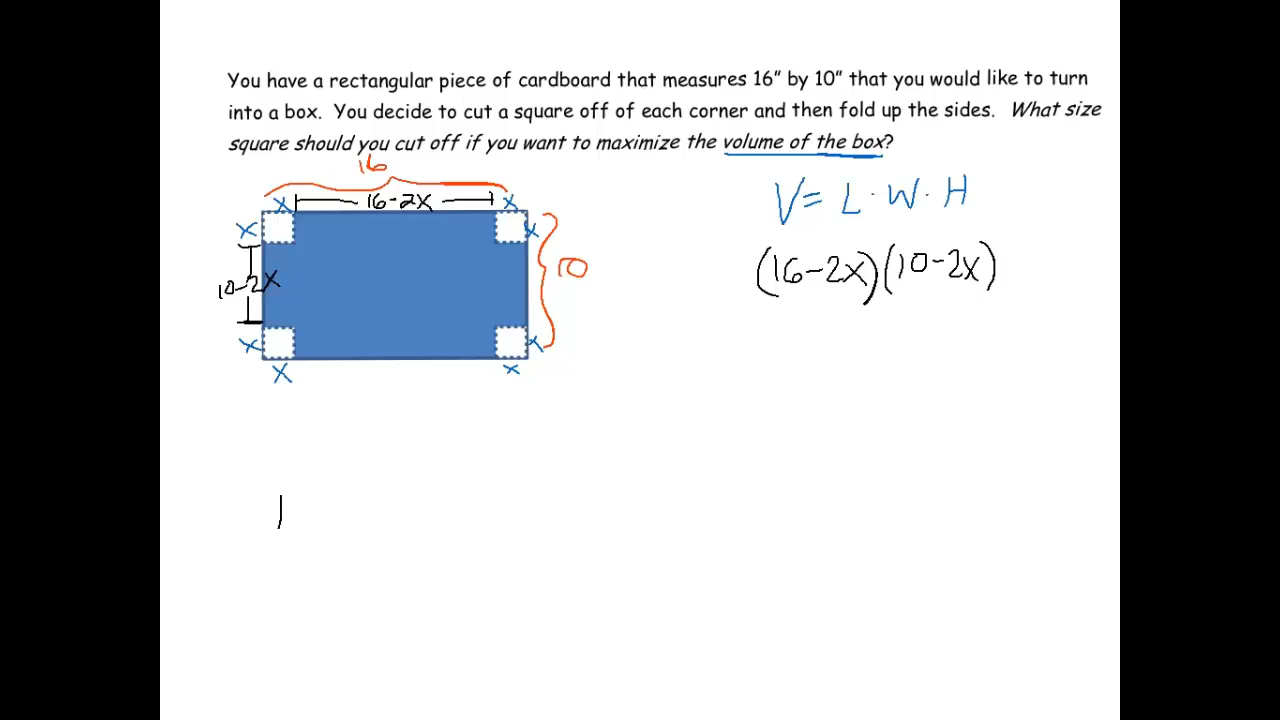 You have a rectangular piece of cardboard that measures 16” by 10” that you would like to turn
into a box. You decide to cut a square off of each corner and then fold up the sides. What size
square should you cut off if you want to maximize the volume of the box?
16
x 16-2x x
x x
10-2x
10
x x
x x
V = L · W · H
(16-2x)(10-2x)